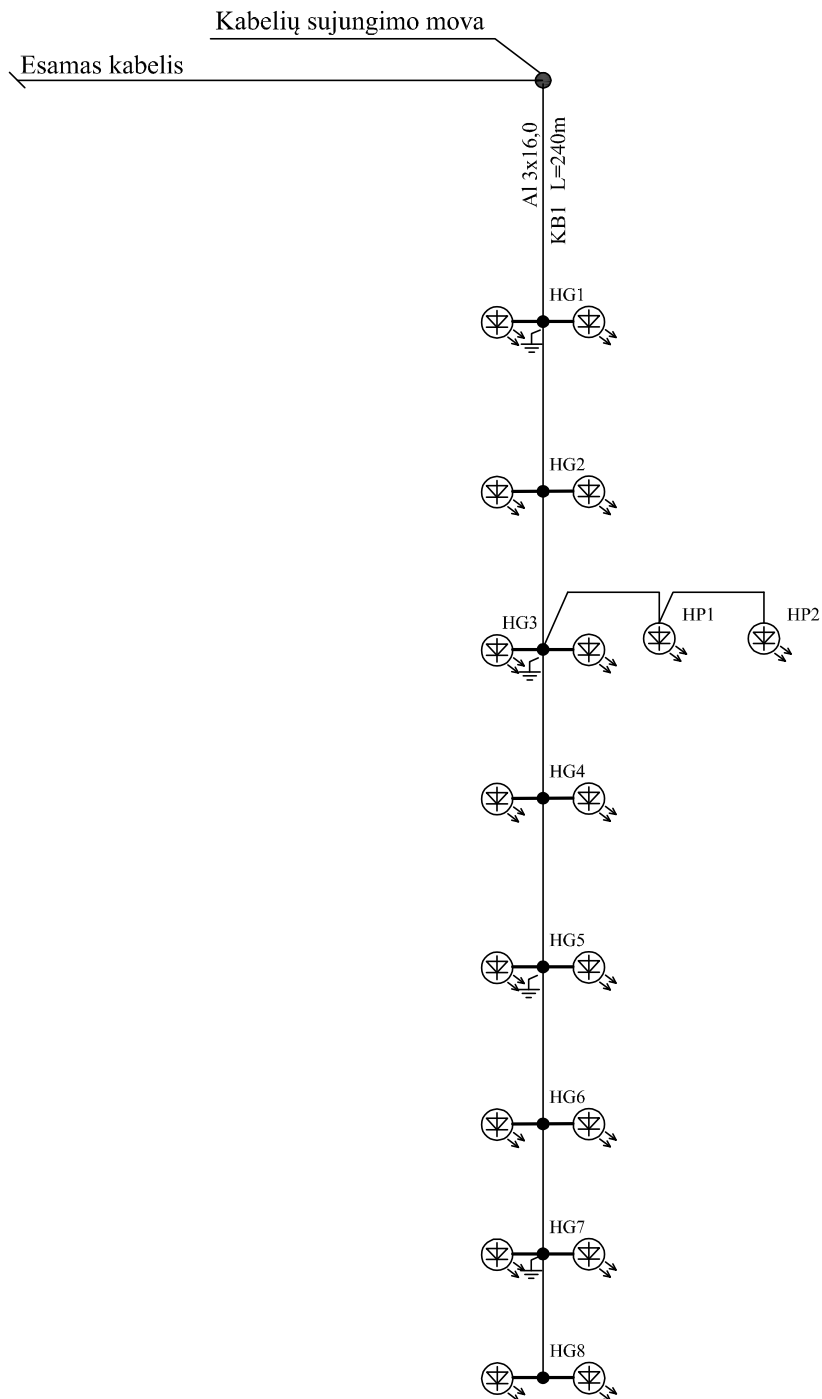 Kabelių sujungimo mova
Esamas kabelis
Al 3x16,0
KB1 L=240m
HG1
HG2
HG3
HP1
HP2
HG4
HG5
HG6
HG7
HG8